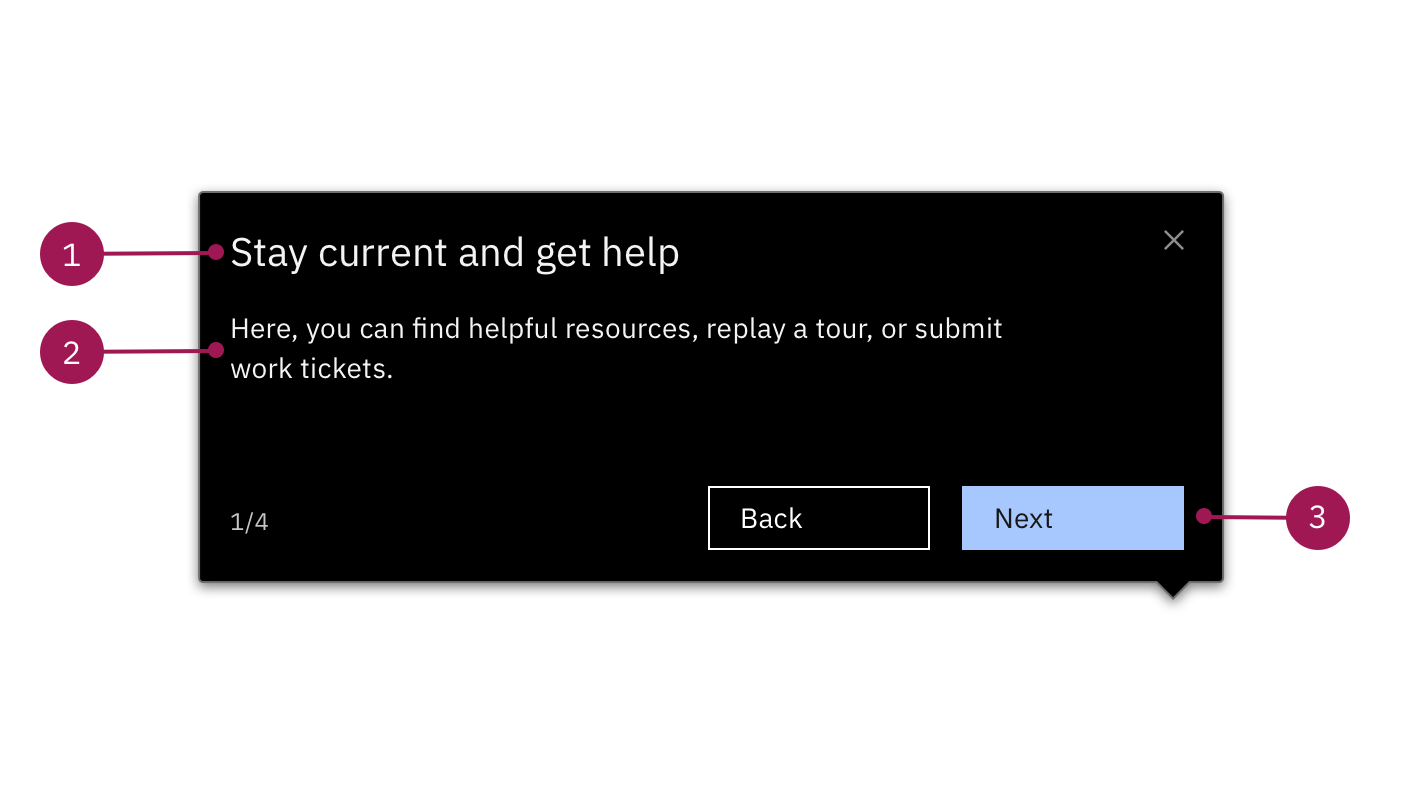 1
Stay current and get help
2
Here, you can find helpful resources, replay a tour, or submit
work tickets.
1/4
Back
Next
3